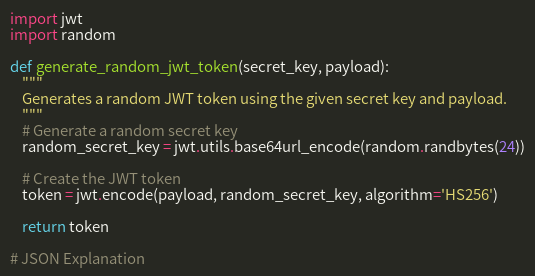 import jwt
import random
def generate_random_jwt_token(secret_key, payload):
"""
Generates a random JWT token using the given secret key and payload.
"""
# Generate a random secret key
random_secret_key = jwt.utils.base64url_encode(random.randbytes(24))
# Create the JWT token
token = jwt.encode(payload, random_secret_key, algorithm='HS256')
return token
# JSON Explanation